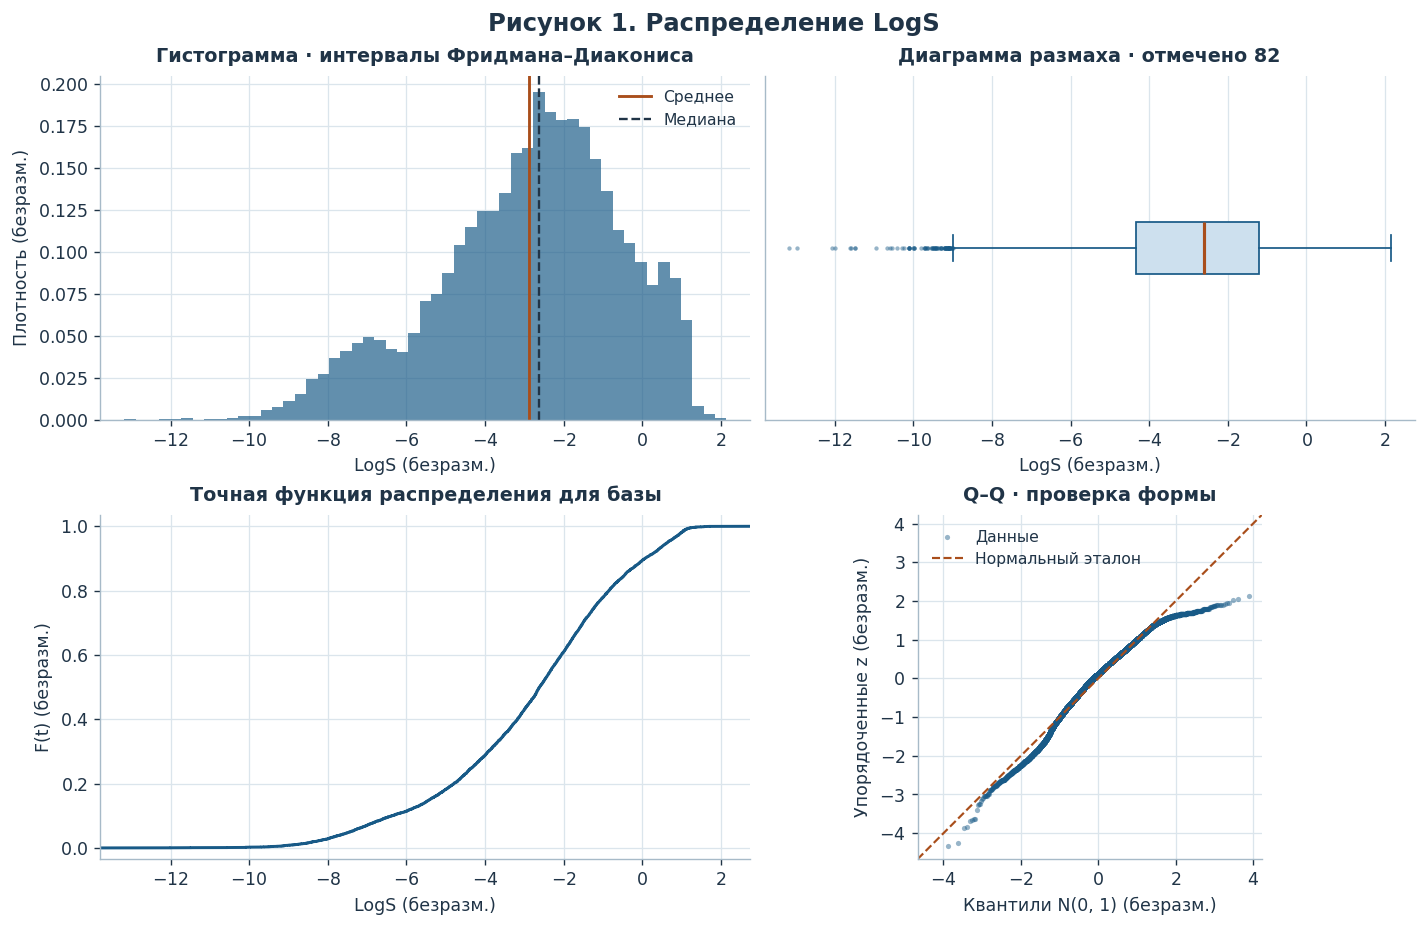 Рисунок 1. Распределение LogS
Гистограмма · интервалы Фридмана–Диакониса
Плотность (безразм.)
0.200
0.175
0.150
0.125
0.100
0.075
0.050
0.025
0.000
Среднее
Медиана
−12 −10 −8 −6 −4 −2 0 2
LogS (безразм.)
Диаграмма размаха · отмечено 82
−12 −10 −8 −6 −4 −2 0 2
LogS (безразм.)
Точная функция распределения для базы
F(t) (безразм.)
1.0
0.8
0.6
0.4
0.2
0.0
−12 −10 −8 −6 −4 −2 0 2
LogS (безразм.)
Q–Q · проверка формы
Упорядоченные z (безразм.)
4
3
2
1
0
−1
−2
−3
−4
Данные
Нормальный эталон
−4 −2 0 2 4
Квантили N(0, 1) (безразм.)